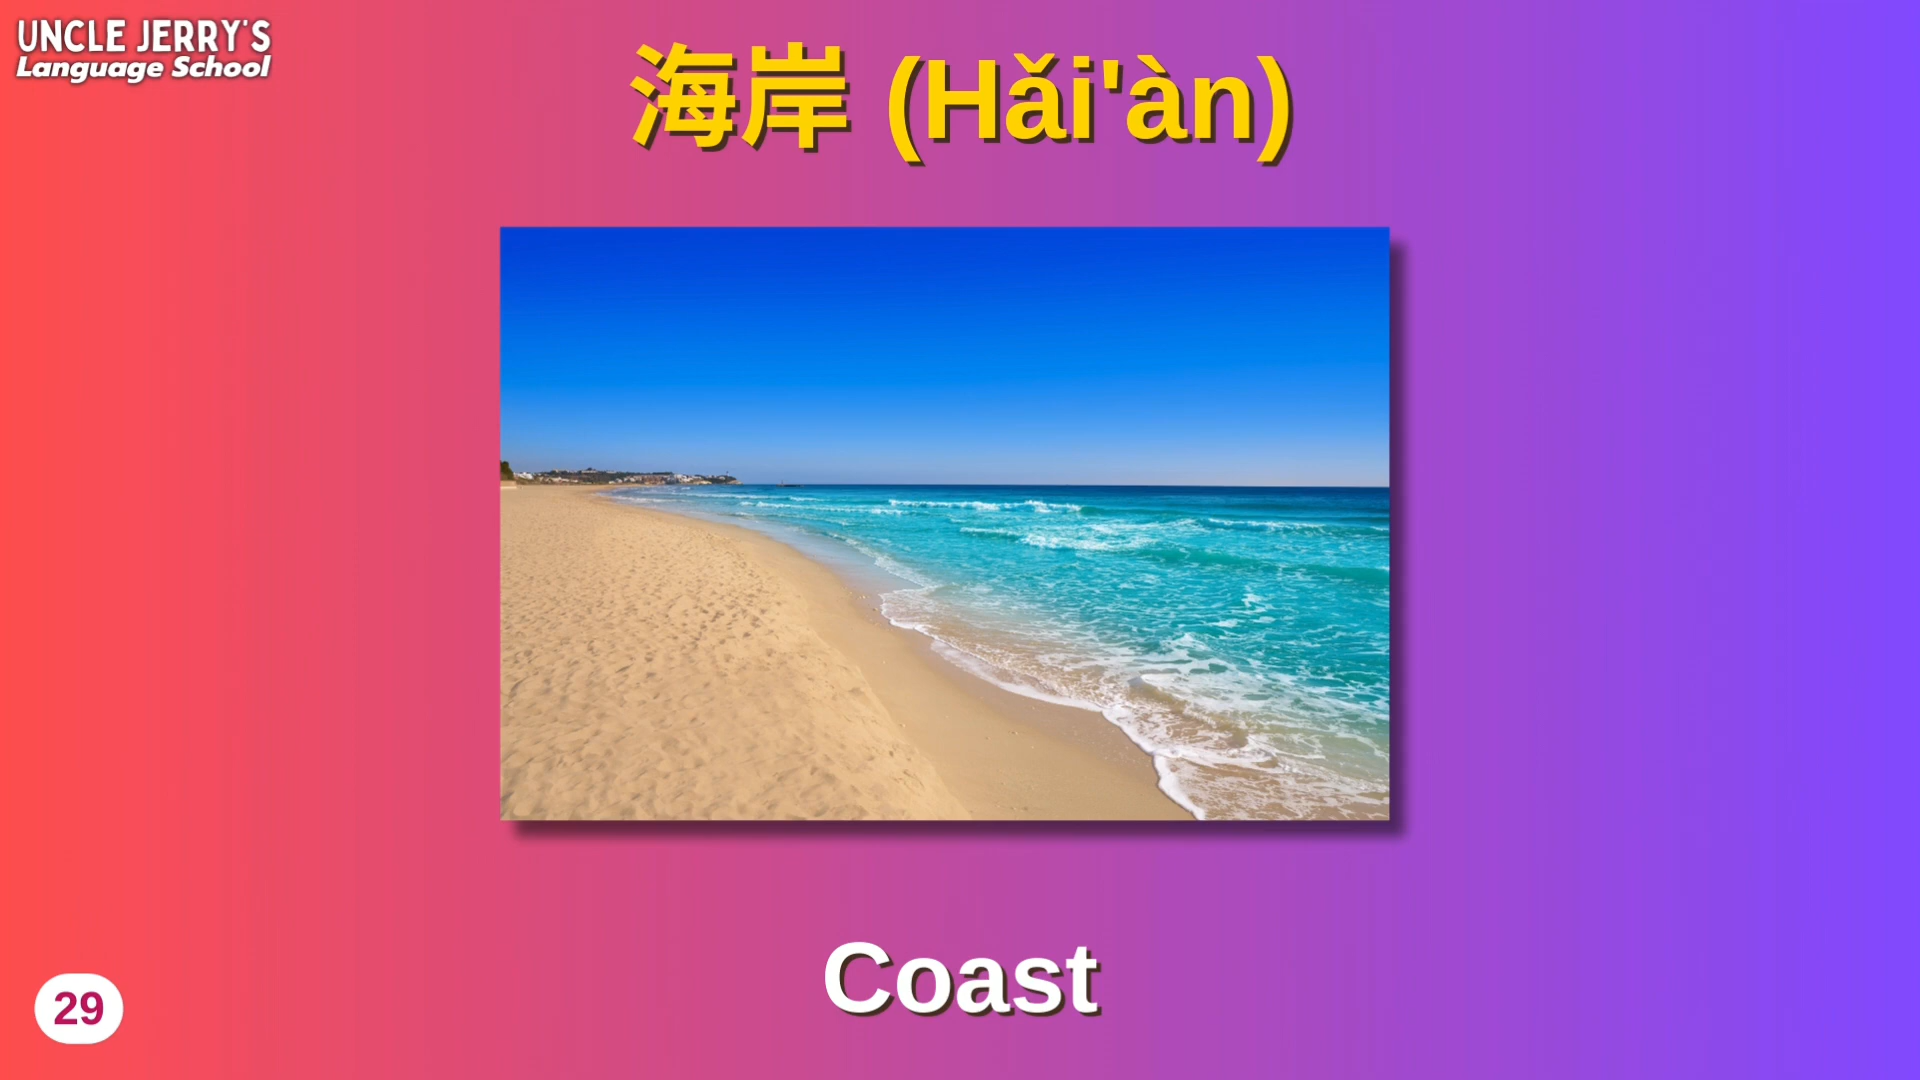 UNCLE JERRY'S
Language School
海岸 (Hǎi'àn)
Coast
29